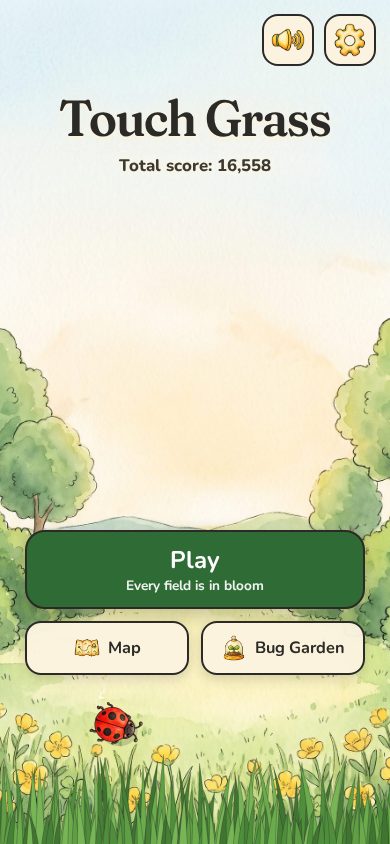 Touch Grass
Total score: 16,558
Play
Every field is in bloom
Map
Bug Garden